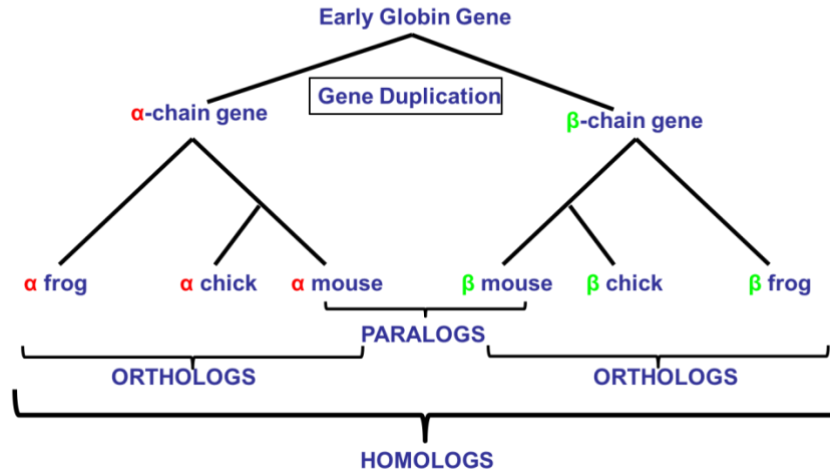 Early Globin Gene
Gene Duplication
α-chain gene
β-chain gene
α frog
α chick
α mouse
β mouse
β chick
β frog
PARALOGS
ORTHOLOGS
ORTHOLOGS
HOMOLOGS